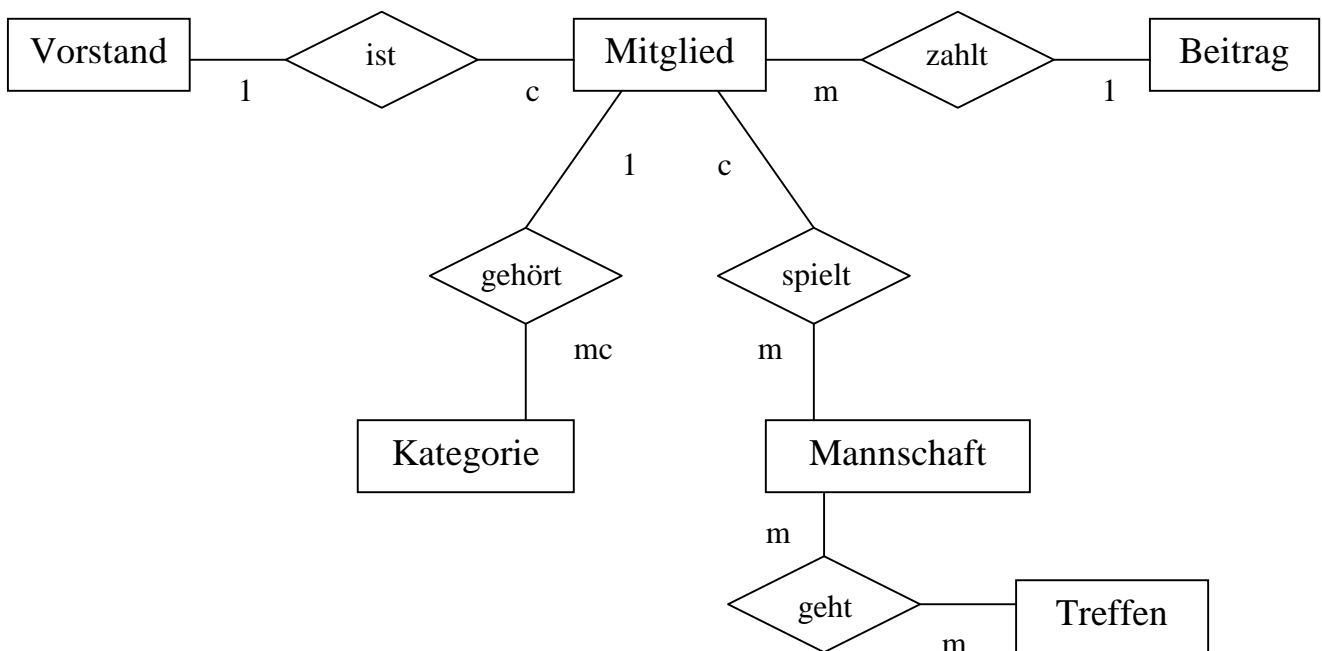 Vorstand
ist
Mitglied
zahlt
Beitrag
1
c
m
1
1
c
gehört
spielt
mc
m
Kategorie
Mannschaft
m
geht
Treffen
m